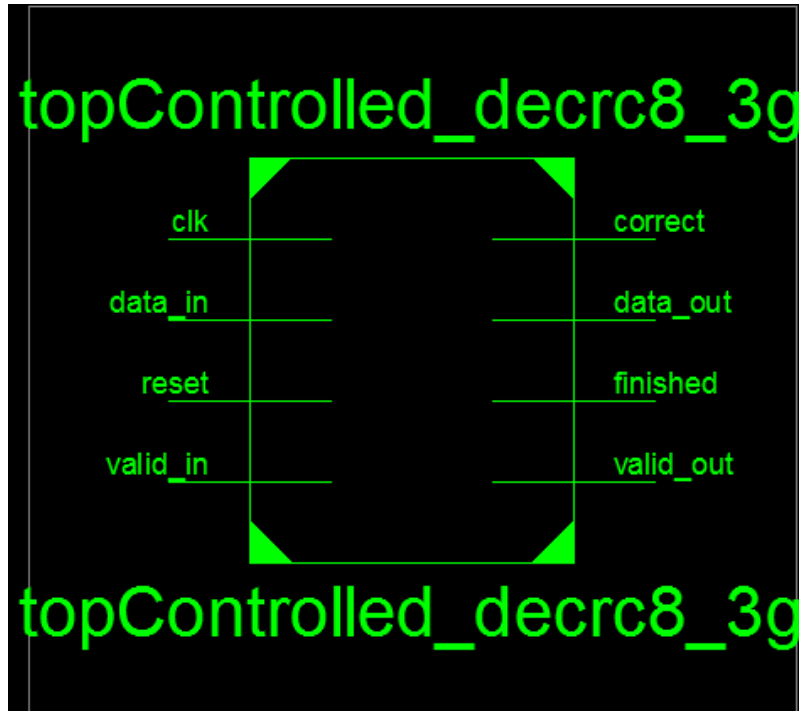 topControlled_decrc8_3g
clk correct
data_in data_out
reset finished
valid_in valid_out
topControlled_decrc8_3g